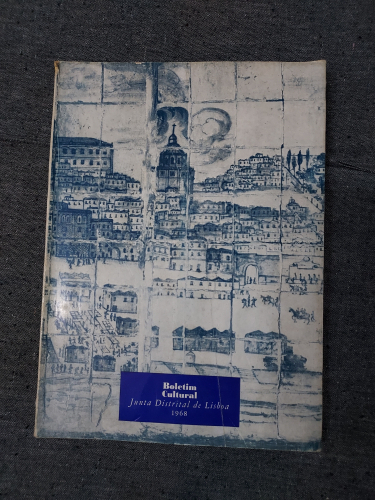 Boletim
Cultural
Junta Distrital de Lisboa
1968